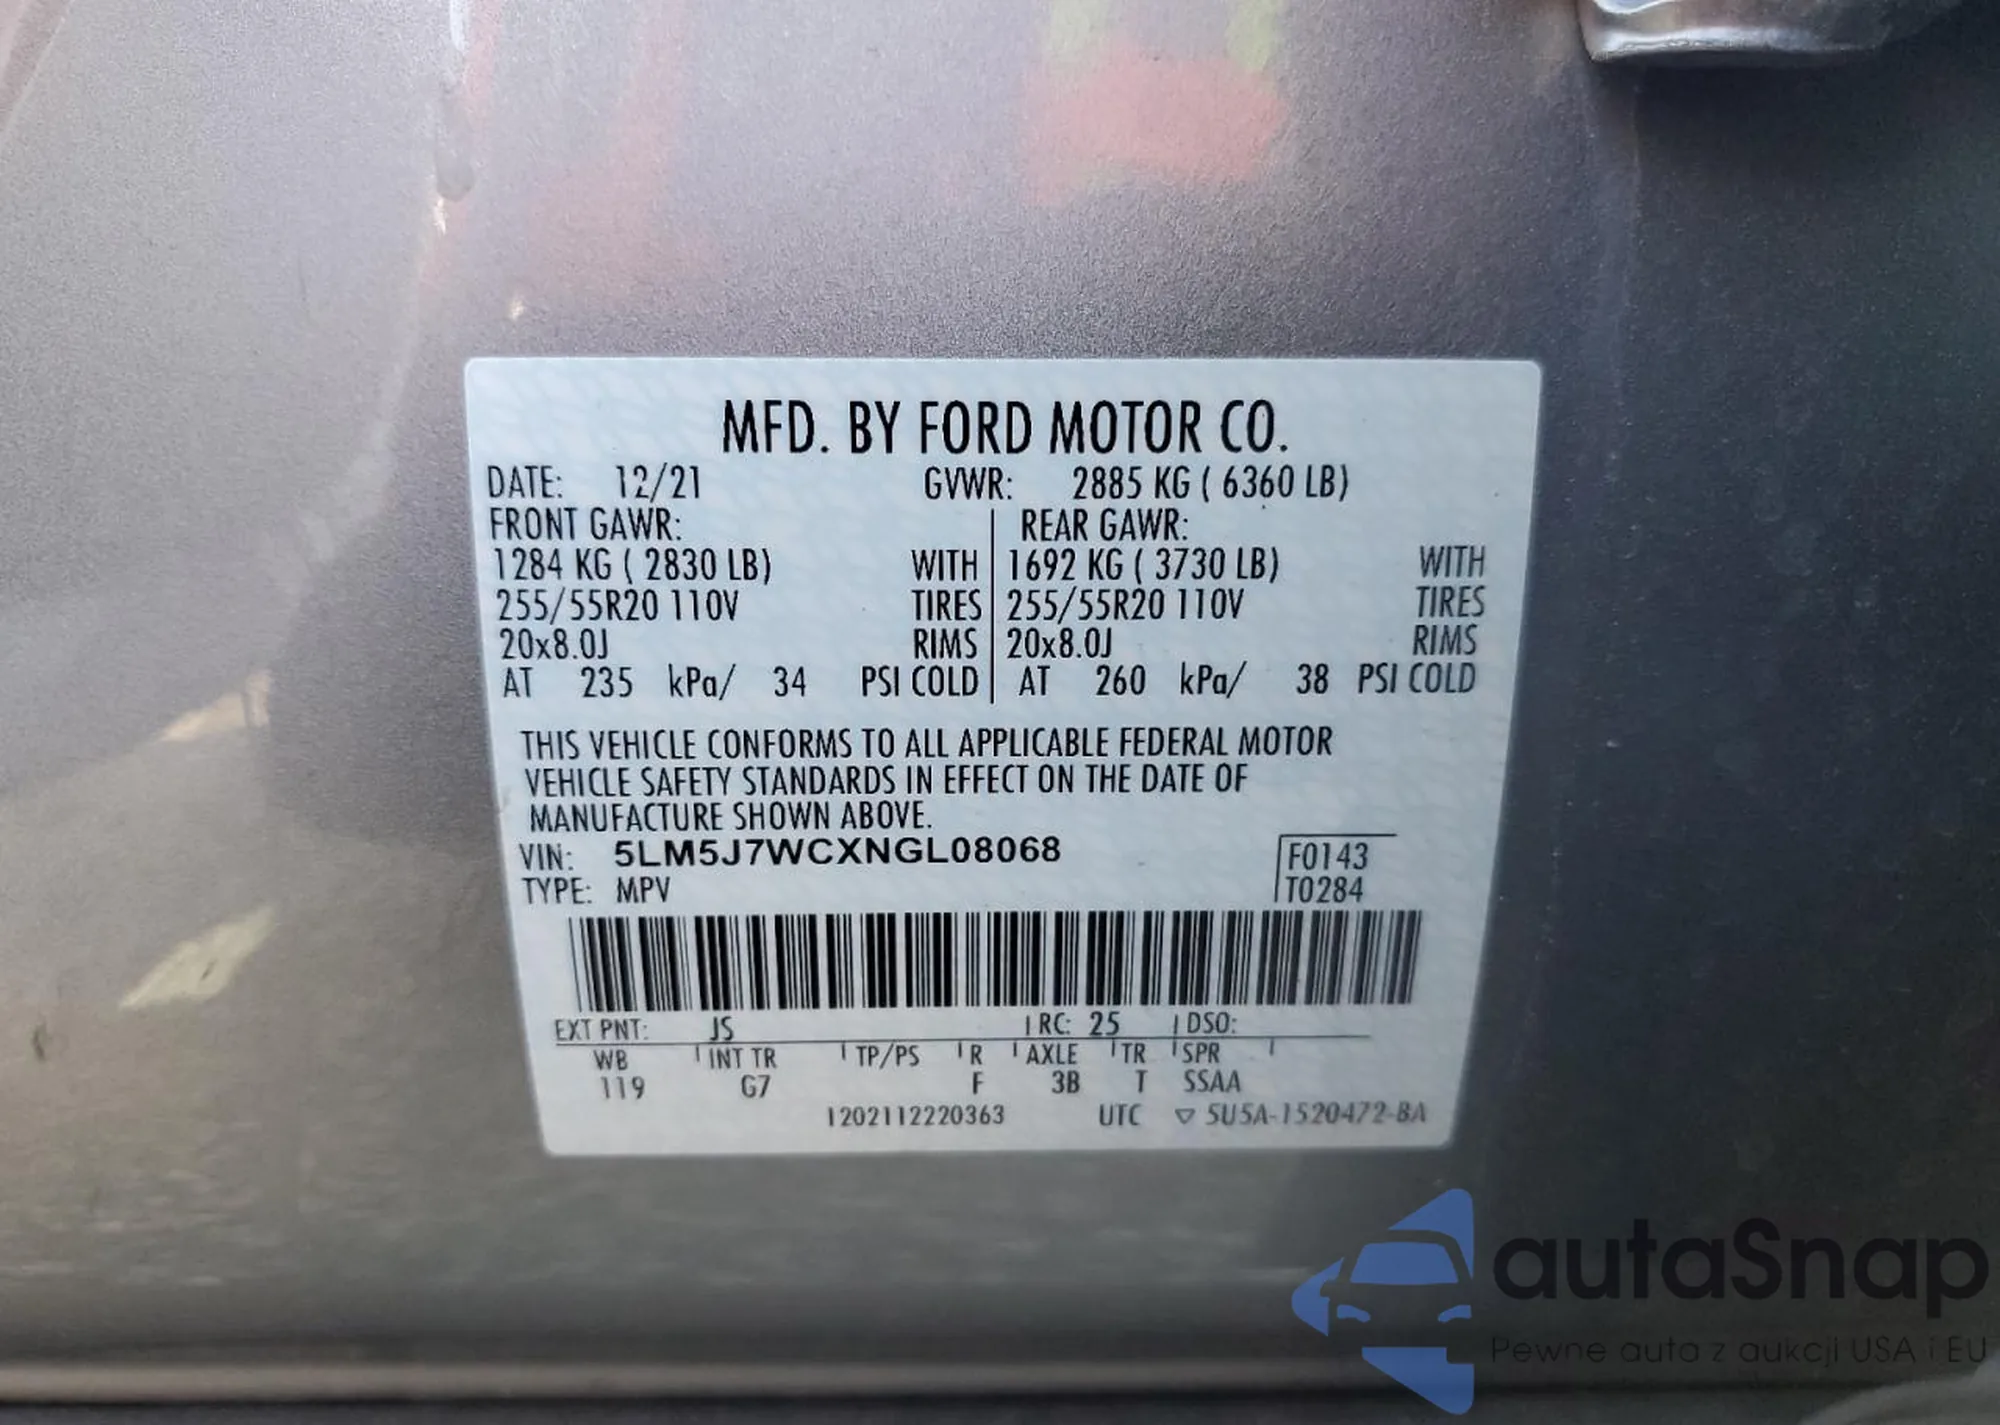 MFD. BY FORD MOTOR CO.
DATE: 12/21 GVWR: 2885 KG ( 6360 LB)
FRONT GAWR: REAR GAWR:
1284 KG ( 2830 LB) WITH 1692 KG ( 3730 LB) WITH
255/55R20 110V TIRES 255/55R20 110V TIRES
20x8.0J RIMS 20x8.0J RIMS
AT 235 kPa/ 34 PSI COLD AT 260 kPa/ 38 PSI COLD
THIS VEHICLE CONFORMS TO ALL APPLICABLE FEDERAL MOTOR
VEHICLE SAFETY STANDARDS IN EFFECT ON THE DATE OF
MANUFACTURE SHOWN ABOVE.
VIN: 5LM5J7WCXNGL08068 F0143
TYPE: MPV T0284
EXT PNT: JS RC: 25 DSO:
WB INT TR TP/PS R AXLE TR SPR
119 G7 F 3B T SSAA
1202112220363 UTC ▽ 5U5A-1520472-BA
autaSnap
Pewne auta z aukcji USA i EU